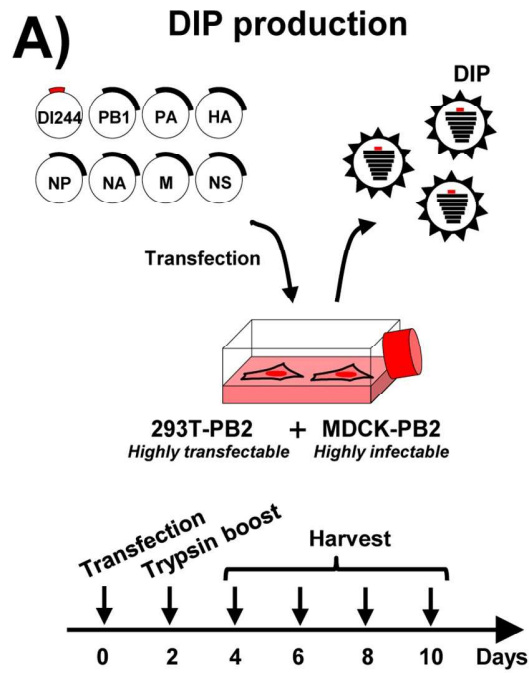 A)
DIP production
DIP
DI244 PB1 PA HA
NP NA M NS
Transfection
293T-PB2 + MDCK-PB2
Highly transfectable Highly infectable
Transfection
Trypsin boost
Harvest
0 2 4 6 8 10 Days